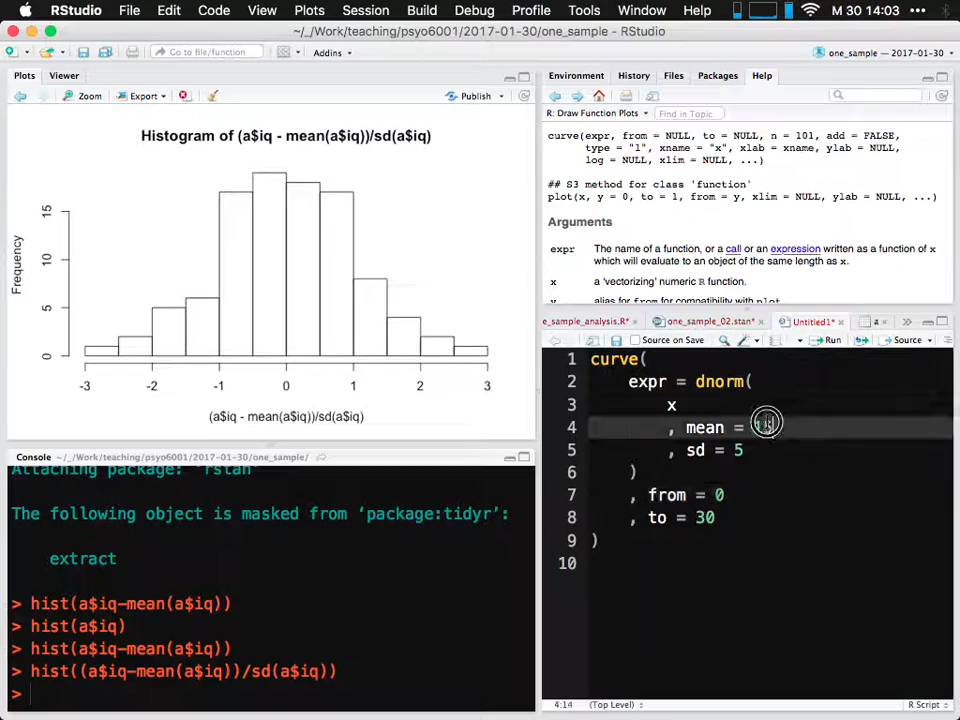 RStudio File Edit Code View Plots Session Build Debug Profile Tools Window Help M 30 14:03
~/_/Work/teaching/psyo6001/2017-01-30/one_sample - RStudio
Go to file/function Addins one_sample - 2017-01-30
Plots Viewer
Zoom Export Publish
Histogram of (a$iq - mean(a$iq))/sd(a$iq)
Frequency
15
10
5
0
-3 -2 -1 0 1 2 3
(a$iq - mean(a$iq))/sd(a$iq)
Console ~/_/Work/teaching/psyo6001/2017-01-30/one_sample/
Attaching package: ‘rstan’
The following object is masked from ‘package:tidyr’:
extract
> hist(a$iq-mean(a$iq))
> hist(a$iq)
> hist(a$iq-mean(a$iq))
> hist((a$iq-mean(a$iq))/sd(a$iq))
>
Environment History Files Packages Help
R: Draw Function Plots Find in Topic
curve(expr, from = NULL, to = NULL, n = 101, add = FALSE,
type = "l", xname = "x", xlab = xname, ylab = NULL,
log = NULL, xlim = NULL, ...)
## S3 method for class 'function'
plot(x, y = 0, to = 1, from = y, xlim = NULL, ylab = NULL, ...)
Arguments
expr The name of a function, or a call or an expression written as a function of x
which will evaluate to an object of the same length as x.
x a ‘vectorizing’ numeric R function.
y alias for from for compatibility with plot
e_sample_analysis.R* one_sample_02.stan* Untitled1* a
Source on Save Run Source
1 curve(
2 expr = dnorm(
3 x
4 , mean =
5 , sd = 5
6 )
7 , from = 0
8 , to = 30
9 )
10
4:14 (Top Level) R Script